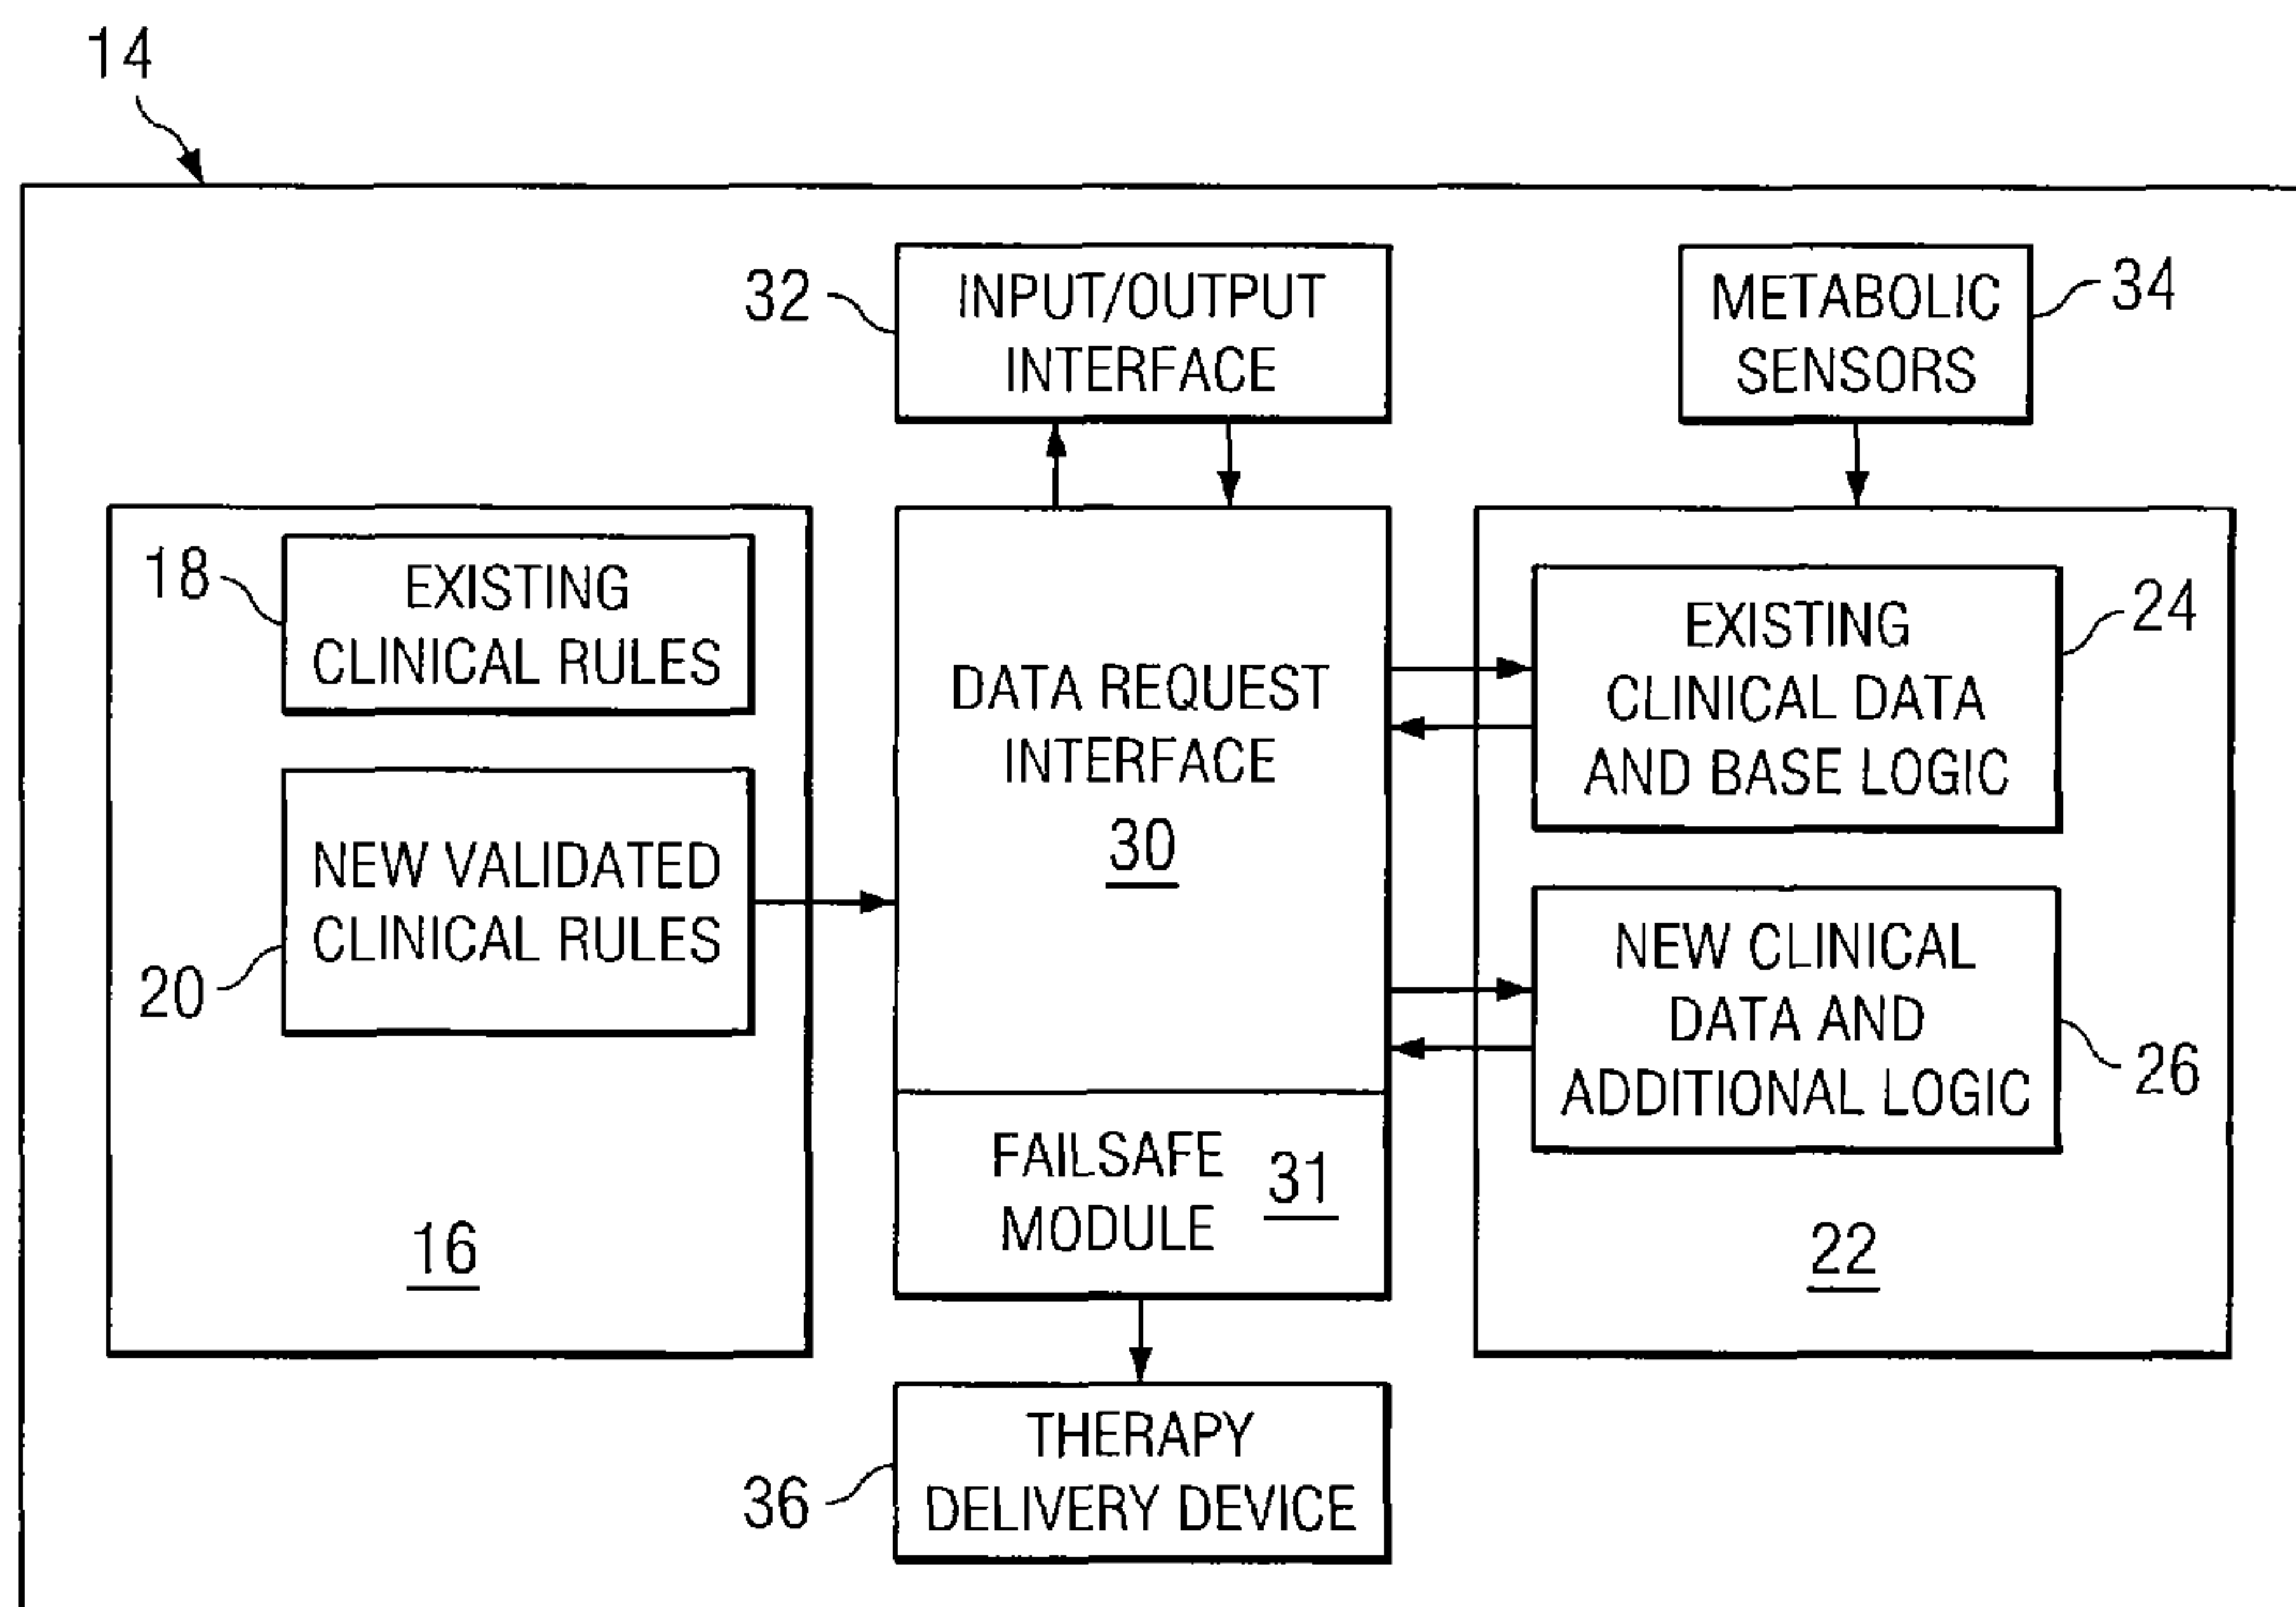 14
32
INPUT/OUTPUT
INTERFACE
METABOLIC
SENSORS
34
18
EXISTING
CLINICAL RULES
20
NEW VALIDATED
CLINICAL RULES
16
DATA REQUEST
INTERFACE
30
FAILSAFE
MODULE
31
EXISTING
CLINICAL DATA
AND BASE LOGIC
24
NEW CLINICAL
DATA AND
ADDITIONAL LOGIC
26
22
36
THERAPY
DELIVERY DEVICE